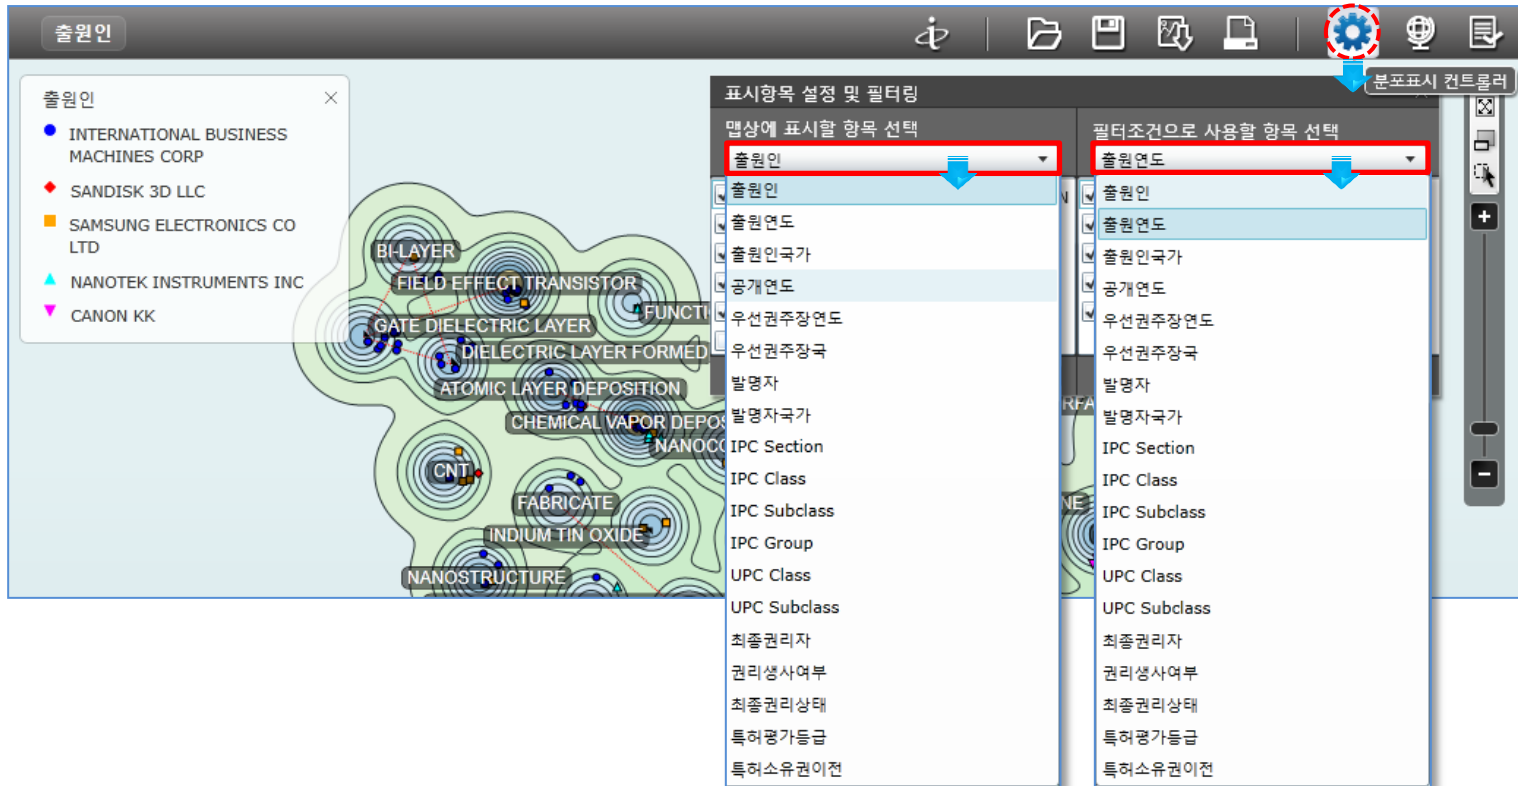 출원인
분포표시 컨트롤러
출원인
INTERNATIONAL BUSINESS
MACHINES CORP
SANDISK 3D LLC
SAMSUNG ELECTRONICS CO
LTD
NANOTEK INSTRUMENTS INC
CANON KK
BI-LAYER
FIELD EFFECT TRANSISTOR
FUNCTI
GATE DIELECTRIC LAYER
DIELECTRIC LAYER FORMED
ATOMIC LAYER DEPOSITION
CHEMICAL VAPOR DEPOS
NANOCO
CNT
FABRICATE
INDIUM TIN OXIDE
NANOSTRUCTURE
표시항목 설정 및 필터링
맵상에 표시할 항목 선택
출원인
출원인
출원연도
출원인국가
공개연도
우선권주장연도
우선권주장국
발명자
발명자국가
IPC Section
IPC Class
IPC Subclass
IPC Group
UPC Class
UPC Subclass
최종권리자
권리생사여부
최종권리상태
특허평가등급
특허소유권이전
필터조건으로 사용할 항목 선택
출원연도
출원인
출원연도
출원인국가
공개연도
우선권주장연도
우선권주장국
발명자
발명자국가
IPC Section
IPC Class
IPC Subclass
IPC Group
UPC Class
UPC Subclass
최종권리자
권리생사여부
최종권리상태
특허평가등급
특허소유권이전